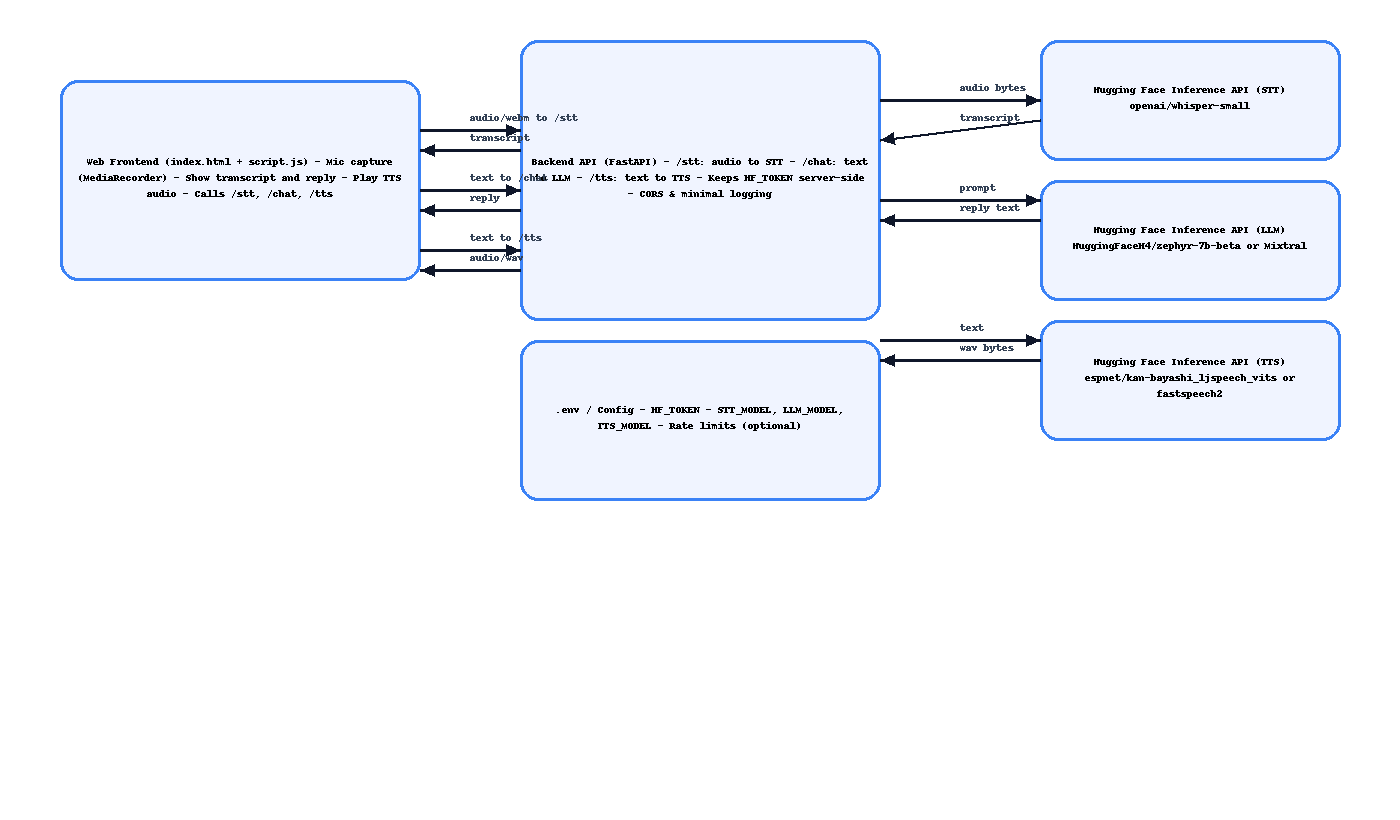 Web Frontend (index.html + script.js) - Mic capture
(MediaRecorder) - Show transcript and reply - Play TTS
audio - Calls /stt, /chat, /tts
audio/webm to /stt
transcript
text to /chat
reply
text to /tts
audio/wav
Backend API (FastAPI) - /stt: audio to STT - /chat: text
to LLM - /tts: text to TTS - Keeps HF_TOKEN server-side
- CORS & minimal logging
.env / Config - HF_TOKEN - STT_MODEL, LLM_MODEL,
TTS_MODEL - Rate limits (optional)
audio bytes
transcript
prompt
reply text
text
wav bytes
Hugging Face Inference API (STT)
openai/whisper-small
Hugging Face Inference API (LLM)
HuggingFaceH4/zephyr-7b-beta or Mixtral
Hugging Face Inference API (TTS)
espnet/kan-bayashi_ljspeech_vits or
fastspeech2